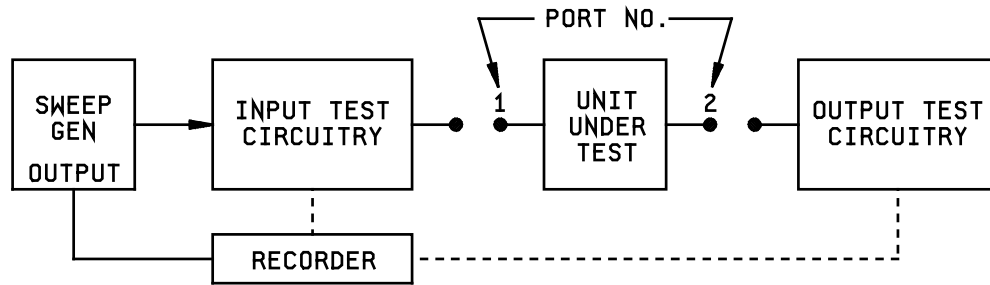 PORT NO.
SWEEP
GEN
OUTPUT
INPUT TEST
CIRCUITRY
1
UNIT
UNDER
TEST
2
OUTPUT TEST
CIRCUITRY
RECORDER